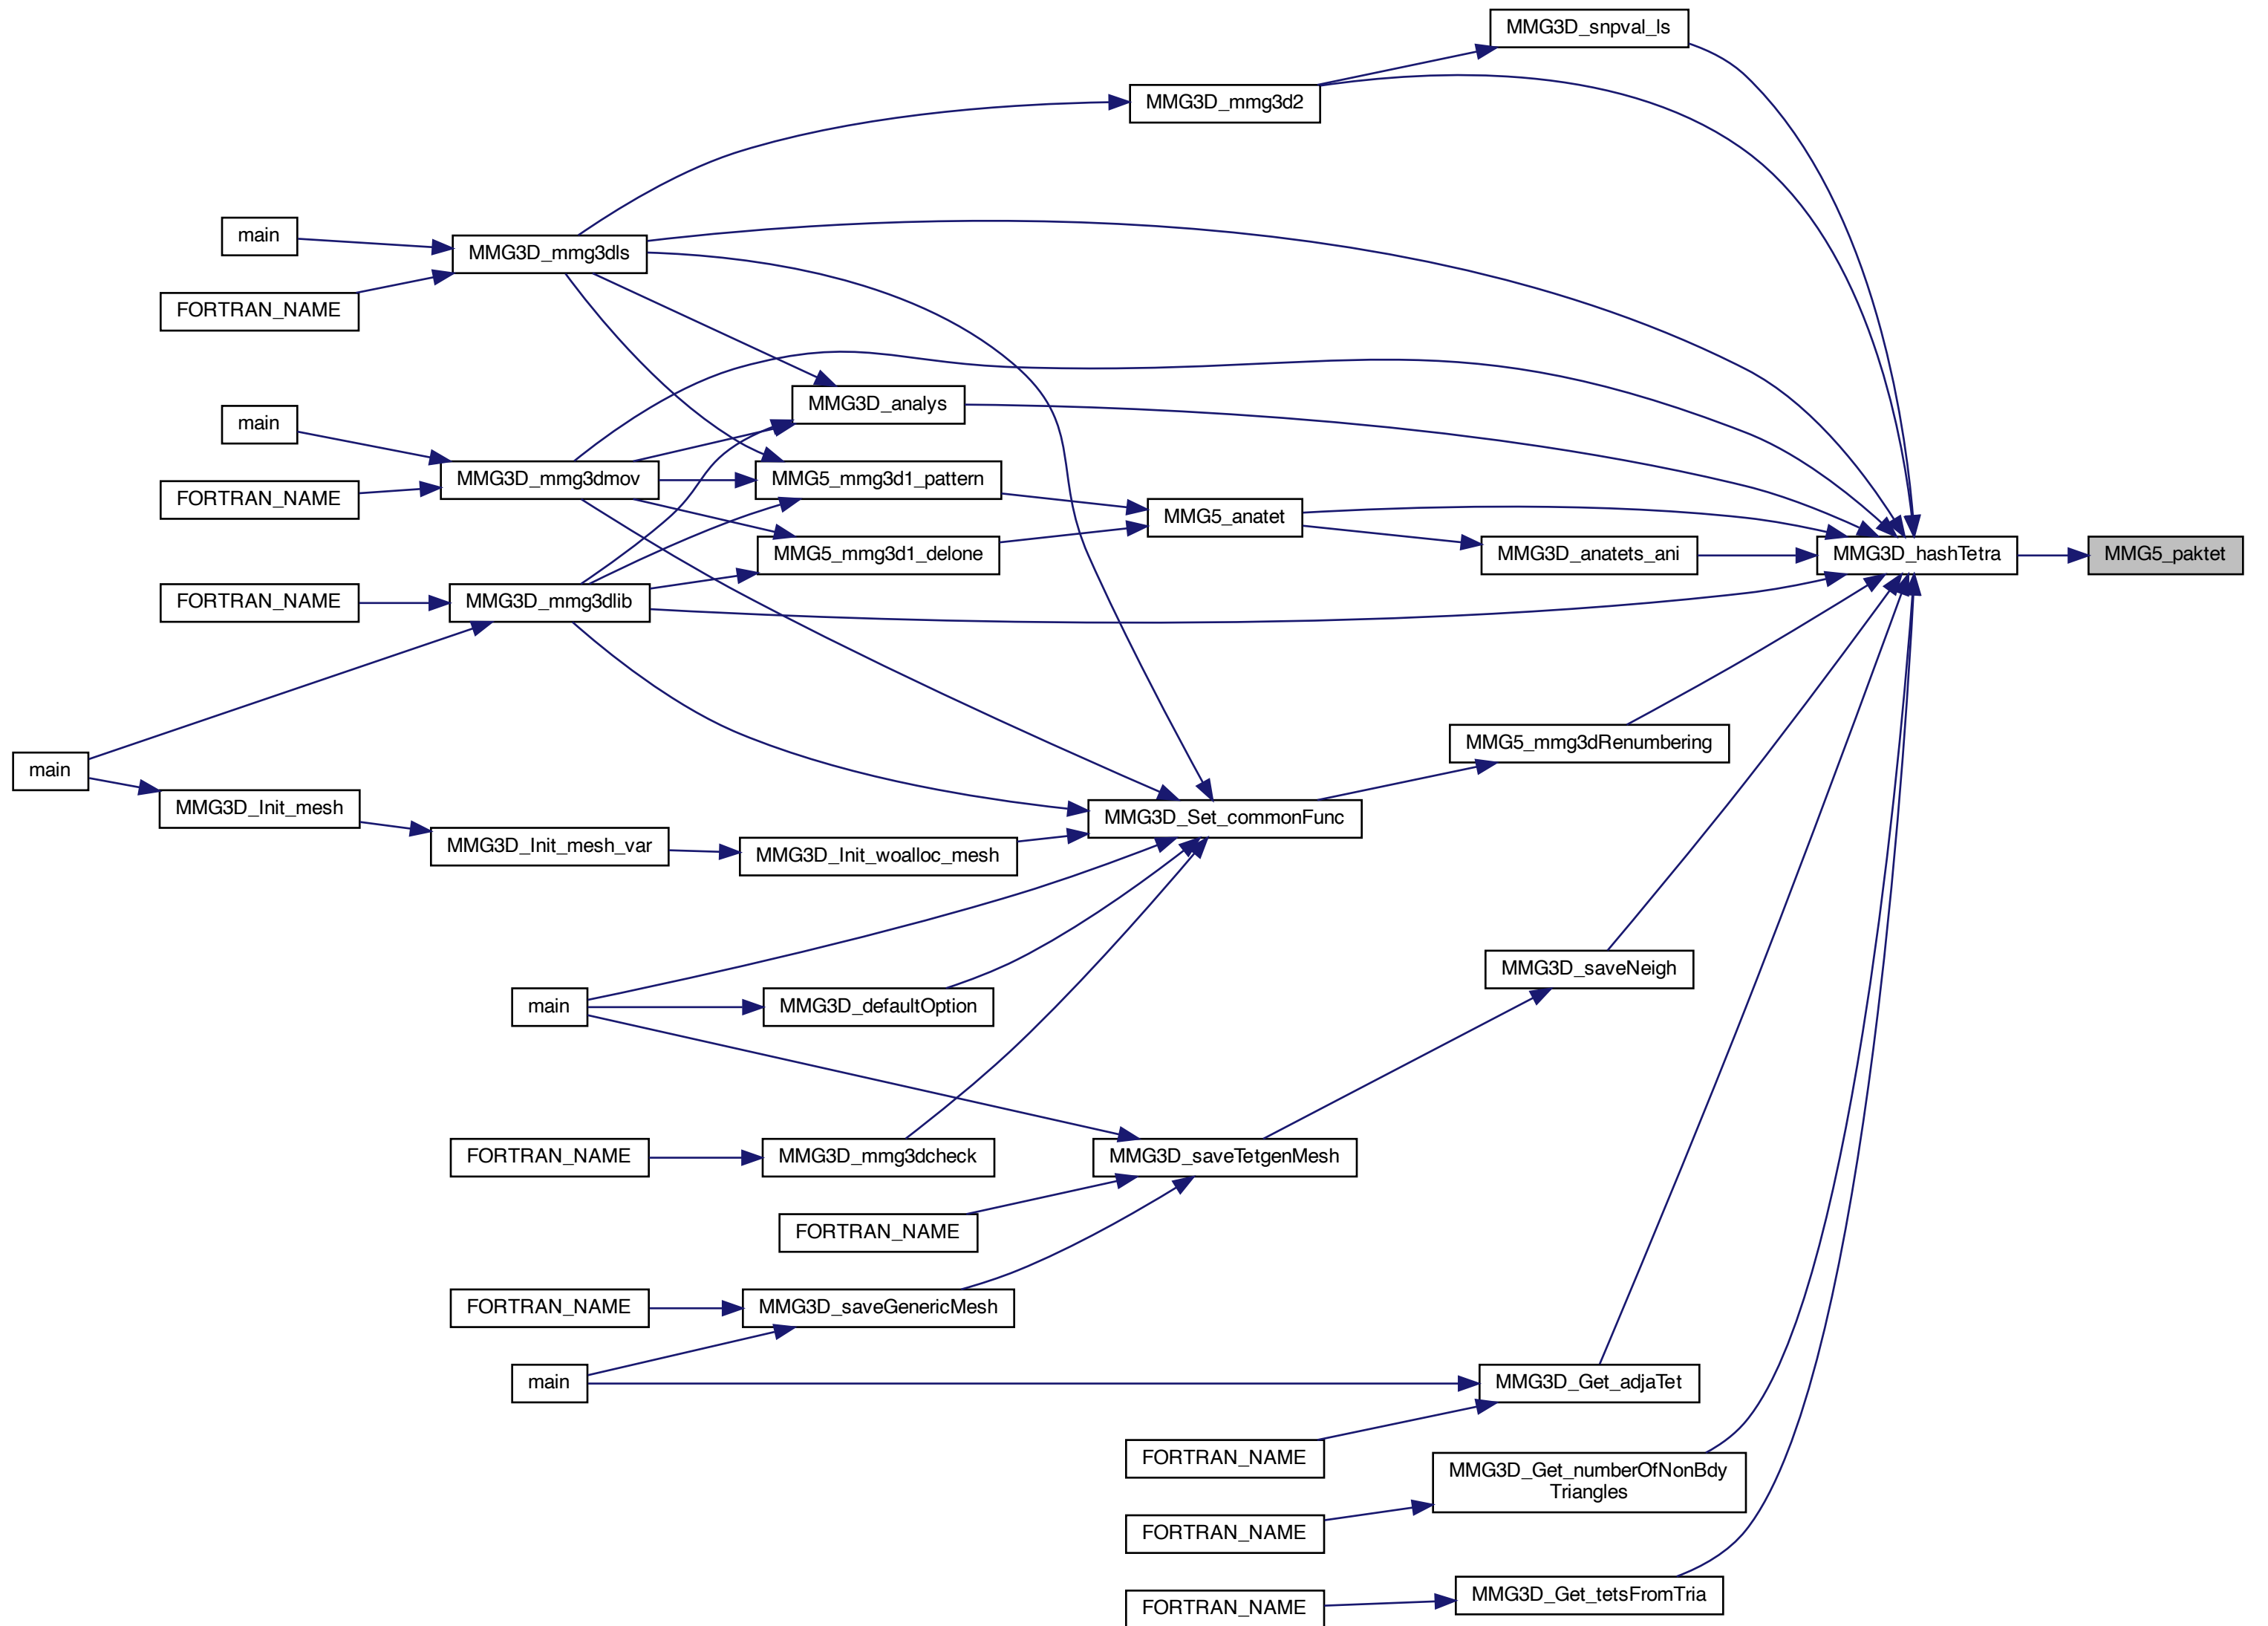 MMG3D_snpval_ls
MMG3D_mmg3d2
main
MMG3D_mmg3dls
FORTRAN_NAME
MMG3D_analys
main
MMG3D_mmg3dmov
MMG5_mmg3d1_pattern
FORTRAN_NAME
MMG5_anatet
MMG5_mmg3d1_delone
MMG3D_anatets_ani
MMG3D_hashTetra
MMG5_paktet
FORTRAN_NAME
MMG3D_mmg3dlib
MMG5_mmg3dRenumbering
main
MMG3D_Init_mesh
MMG3D_Set_commonFunc
MMG3D_Init_mesh_var
MMG3D_Init_woalloc_mesh
MMG3D_saveNeigh
main
MMG3D_defaultOption
FORTRAN_NAME
MMG3D_mmg3dcheck
MMG3D_saveTetgenMesh
FORTRAN_NAME
FORTRAN_NAME
MMG3D_saveGenericMesh
main
MMG3D_Get_adjaTet
FORTRAN_NAME
MMG3D_Get_numberOfNonBdy
Triangles
FORTRAN_NAME
MMG3D_Get_tetsFromTria
FORTRAN_NAME